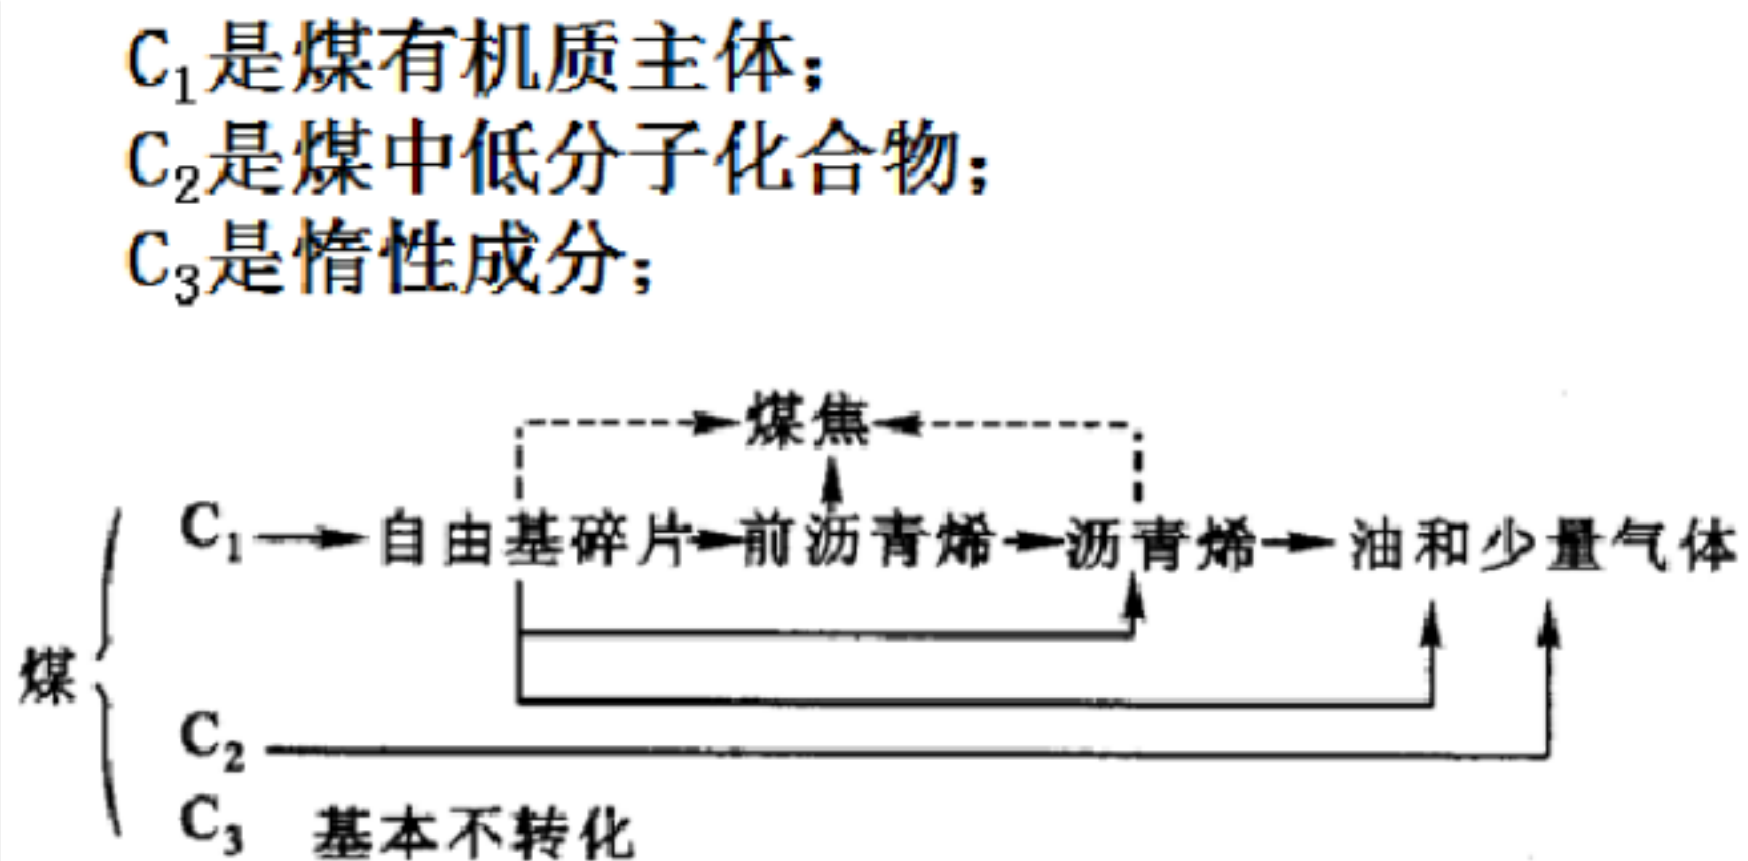 C₁是煤有机质主体;
C₂是煤中低分子化合物;
C₃是惰性成分;
煤焦
C₁ 自由基碎片 前沥青烯 沥青烯 油和少量气体
煤
C₂
C₃ 基本不转化